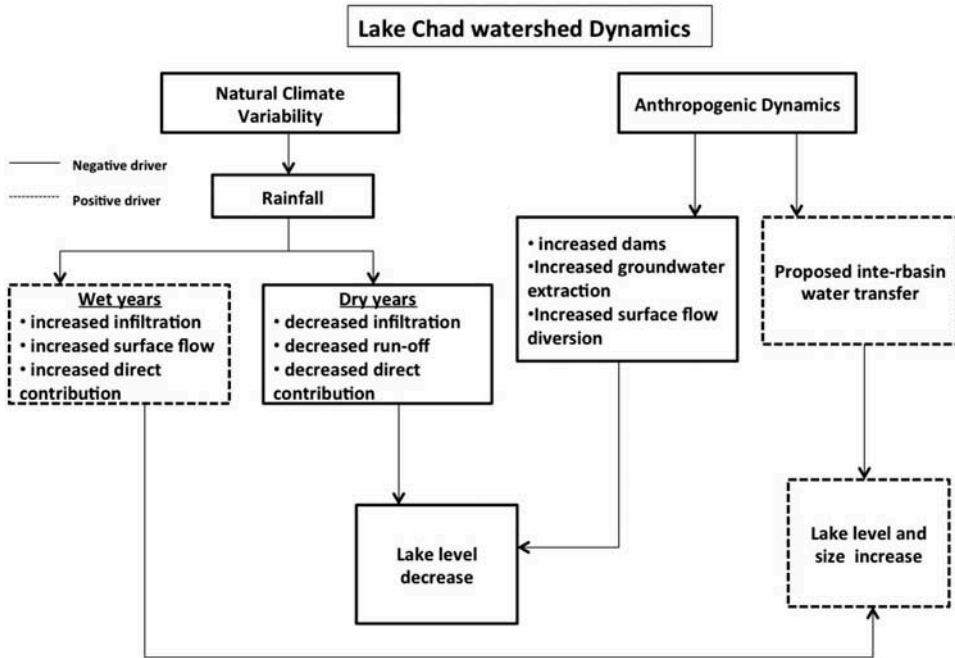 Lake Chad watershed Dynamics
Natural Climate
Variability
Anthropogenic Dynamics
Negative driver
Positive driver
Rainfall
Wet years
• increased infiltration
• increased surface flow
• increased direct
contribution
Dry years
• decreased infiltration
• decreased run-off
• decreased direct
contribution
• increased dams
•Increased groundwater
extraction
•Increased surface flow
diversion
Proposed inte-rbasin
water transfer
Lake level
decrease
Lake level and
size increase